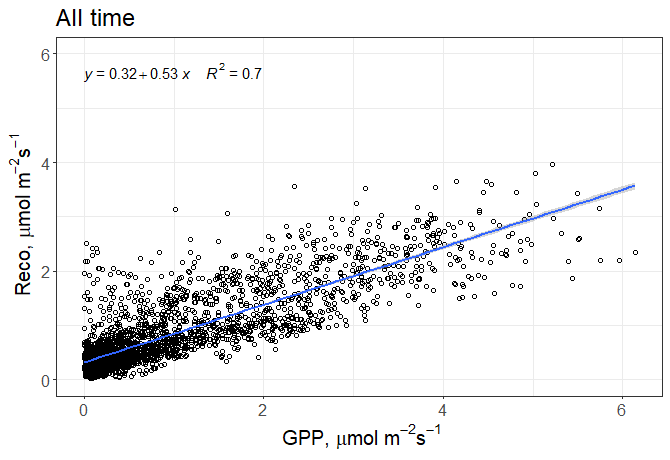 All time
y = 0.32 + 0.53 x   R² = 0.7
6
4
2
0
Reco, μmol m⁻²s⁻¹
0 2 4 6
GPP, μmol m⁻²s⁻¹